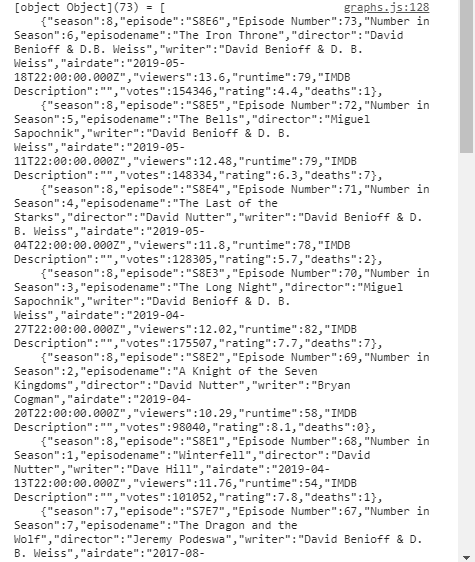 [object Object](73) = [ graphs.js:128
{"season":8,"episode":"S8E6","Episode Number":73,"Number in
Season":6,"episodename":"The Iron Throne","director":"David
Benioff & D.B. Weiss","writer":"David Benioff & D. B.
Weiss","airdate":"2019-05-
18T22:00:00.000Z","viewers":13.6,"runtime":79,"IMDB
Description":"","votes":154346,"rating":4.4,"deaths":1},
{"season":8,"episode":"S8E5","Episode Number":72,"Number in
Season":5,"episodename":"The Bells","director":"Miguel
Sapochnik","writer":"David Benioff & D. B.
Weiss","airdate":"2019-05-
11T22:00:00.000Z","viewers":12.48,"runtime":79,"IMDB
Description":"","votes":148334,"rating":6.3,"deaths":7},
{"season":8,"episode":"S8E4","Episode Number":71,"Number in
Season":4,"episodename":"The Last of the
Starks","director":"David Nutter","writer":"David Benioff & D.
B. Weiss","airdate":"2019-05-
04T22:00:00.000Z","viewers":11.8,"runtime":78,"IMDB
Description":"","votes":128305,"rating":5.7,"deaths":2},
{"season":8,"episode":"S8E3","Episode Number":70,"Number in
Season":3,"episodename":"The Long Night","director":"Miguel
Sapochnik","writer":"David Benioff & D. B.
Weiss","airdate":"2019-04-
27T22:00:00.000Z","viewers":12.02,"runtime":82,"IMDB
Description":"","votes":175507,"rating":7.7,"deaths":7},
{"season":8,"episode":"S8E2","Episode Number":69,"Number in
Season":2,"episodename":"A Knight of the Seven
Kingdoms","director":"David Nutter","writer":"Bryan
Cogman","airdate":"2019-04-
20T22:00:00.000Z","viewers":10.29,"runtime":58,"IMDB
Description":"","votes":98040,"rating":8.1,"deaths":0},
{"season":8,"episode":"S8E1","Episode Number":68,"Number in
Season":1,"episodename":"Winterfell","director":"David
Nutter","writer":"Dave Hill","airdate":"2019-04-
13T22:00:00.000Z","viewers":11.76,"runtime":54,"IMDB
Description":"","votes":101052,"rating":7.8,"deaths":1},
{"season":7,"episode":"S7E7","Episode Number":67,"Number in
Season":7,"episodename":"The Dragon and the
Wolf","director":"Jeremy Podeswa","writer":"David Benioff & D.
B. Weiss","airdate":"2017-08-